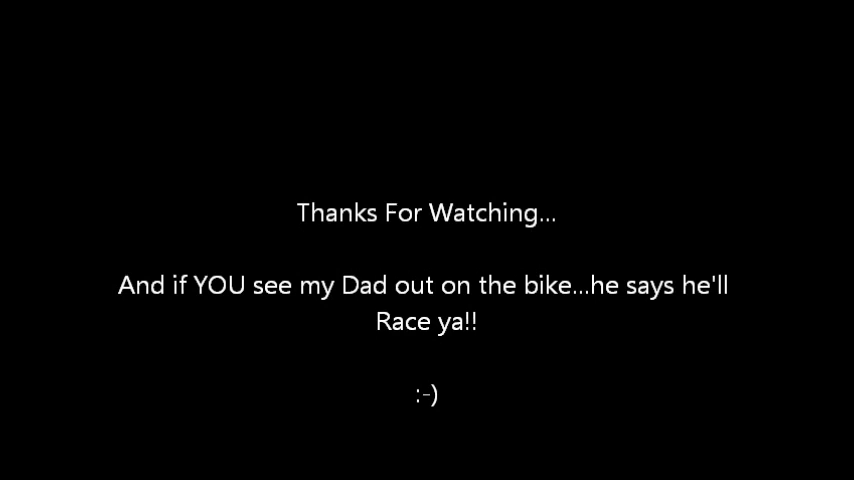 Thanks For Watching...
And if YOU see my Dad out on the bike...he says he'll
Race ya!!
:-)